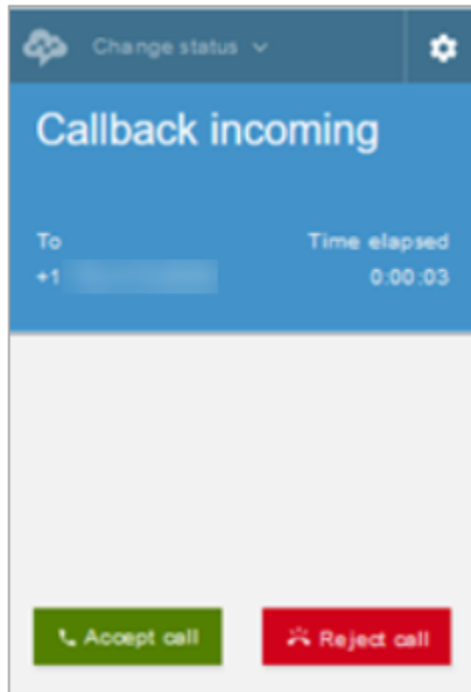 Change status
Callback incoming
To Time elapsed
+1 0:00:03
Accept call Reject call